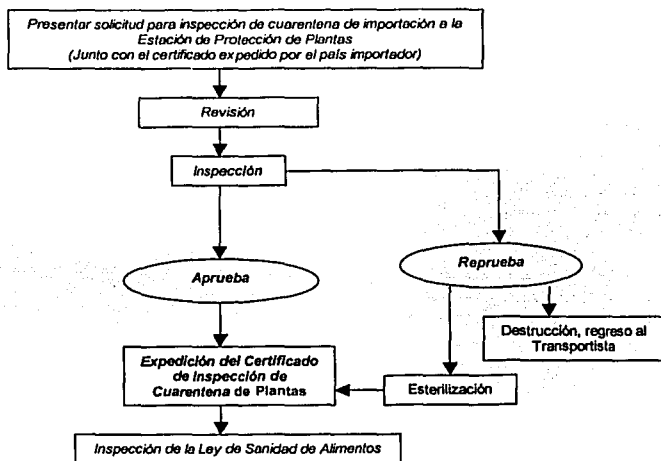 Presentar solicitud para inspección de cuarentena de importación a la
Estación de Protección de Plantas
(Junto con el certificado expedido por el país importador)
Revisión
Inspección
Aprueba
Reprueba
Destrucción, regreso al
Transportista
Expedición del Certificado
de Inspección de
Cuarentena de Plantas
Esterilización
Inspección de la Ley de Sanidad de Alimentos